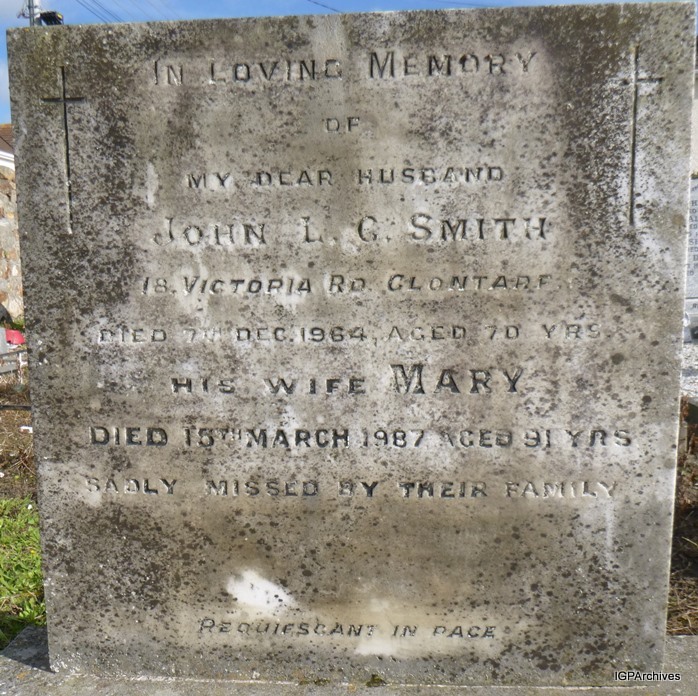 IN LOVING MEMORY
OF
MY DEAR HUSBAND
JOHN L. G. SMITH
18. VICTORIA RD. CLONTARF.
DIED 7TH DEC. 1964, AGED 70 YRS
HIS WIFE MARY
DIED 15TH MARCH 1987 AGED 91 YRS
SADLY MISSED BY THEIR FAMILY
REQUIESCANT IN PACE
IGPArchives